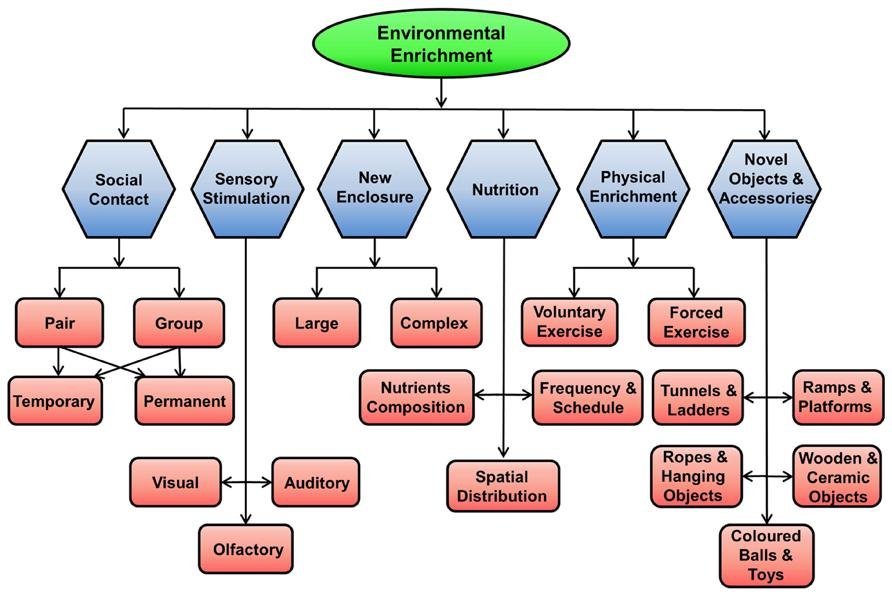 Environmental
Enrichment
Social
Contact
Sensory
Stimulation
New
Enclosure
Nutrition
Physical
Enrichment
Novel
Objects &
Accessories
Pair
Group
Large
Complex
Voluntary
Exercise
Forced
Exercise
Temporary
Permanent
Nutrients
Composition
Frequency &
Schedule
Tunnels &
Ladders
Ramps &
Platforms
Visual
Auditory
Spatial
Distribution
Ropes &
Hanging
Objects
Wooden &
Ceramic
Objects
Olfactory
Coloured
Balls &
Toys